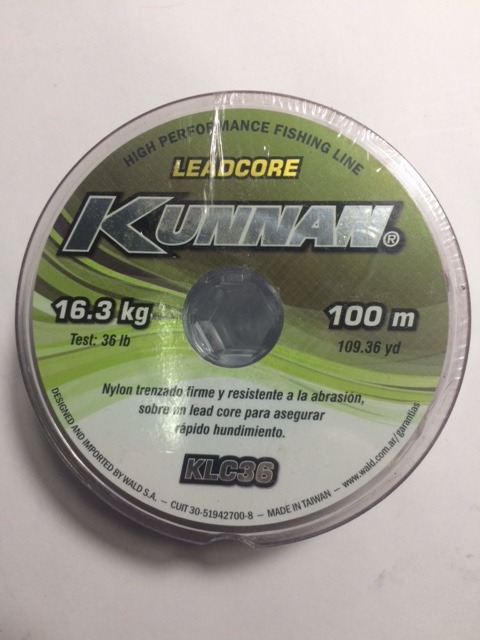 HIGH PERFORMANCE FISHING LINE
LEADCORE
KUNNAN®
16.3 kg
Test: 36 lb
100 m
109.36 yd
Nylon trenzado firme y resistente a la abrasión,
sobre un lead core para asegurar
rápido hundimiento.
KLC36
DESIGNED AND IMPORTED BY WALD S.A. – CUIT 30-51942700-8 – MADE IN TAIWAN – www.wald.com.ar/garantias